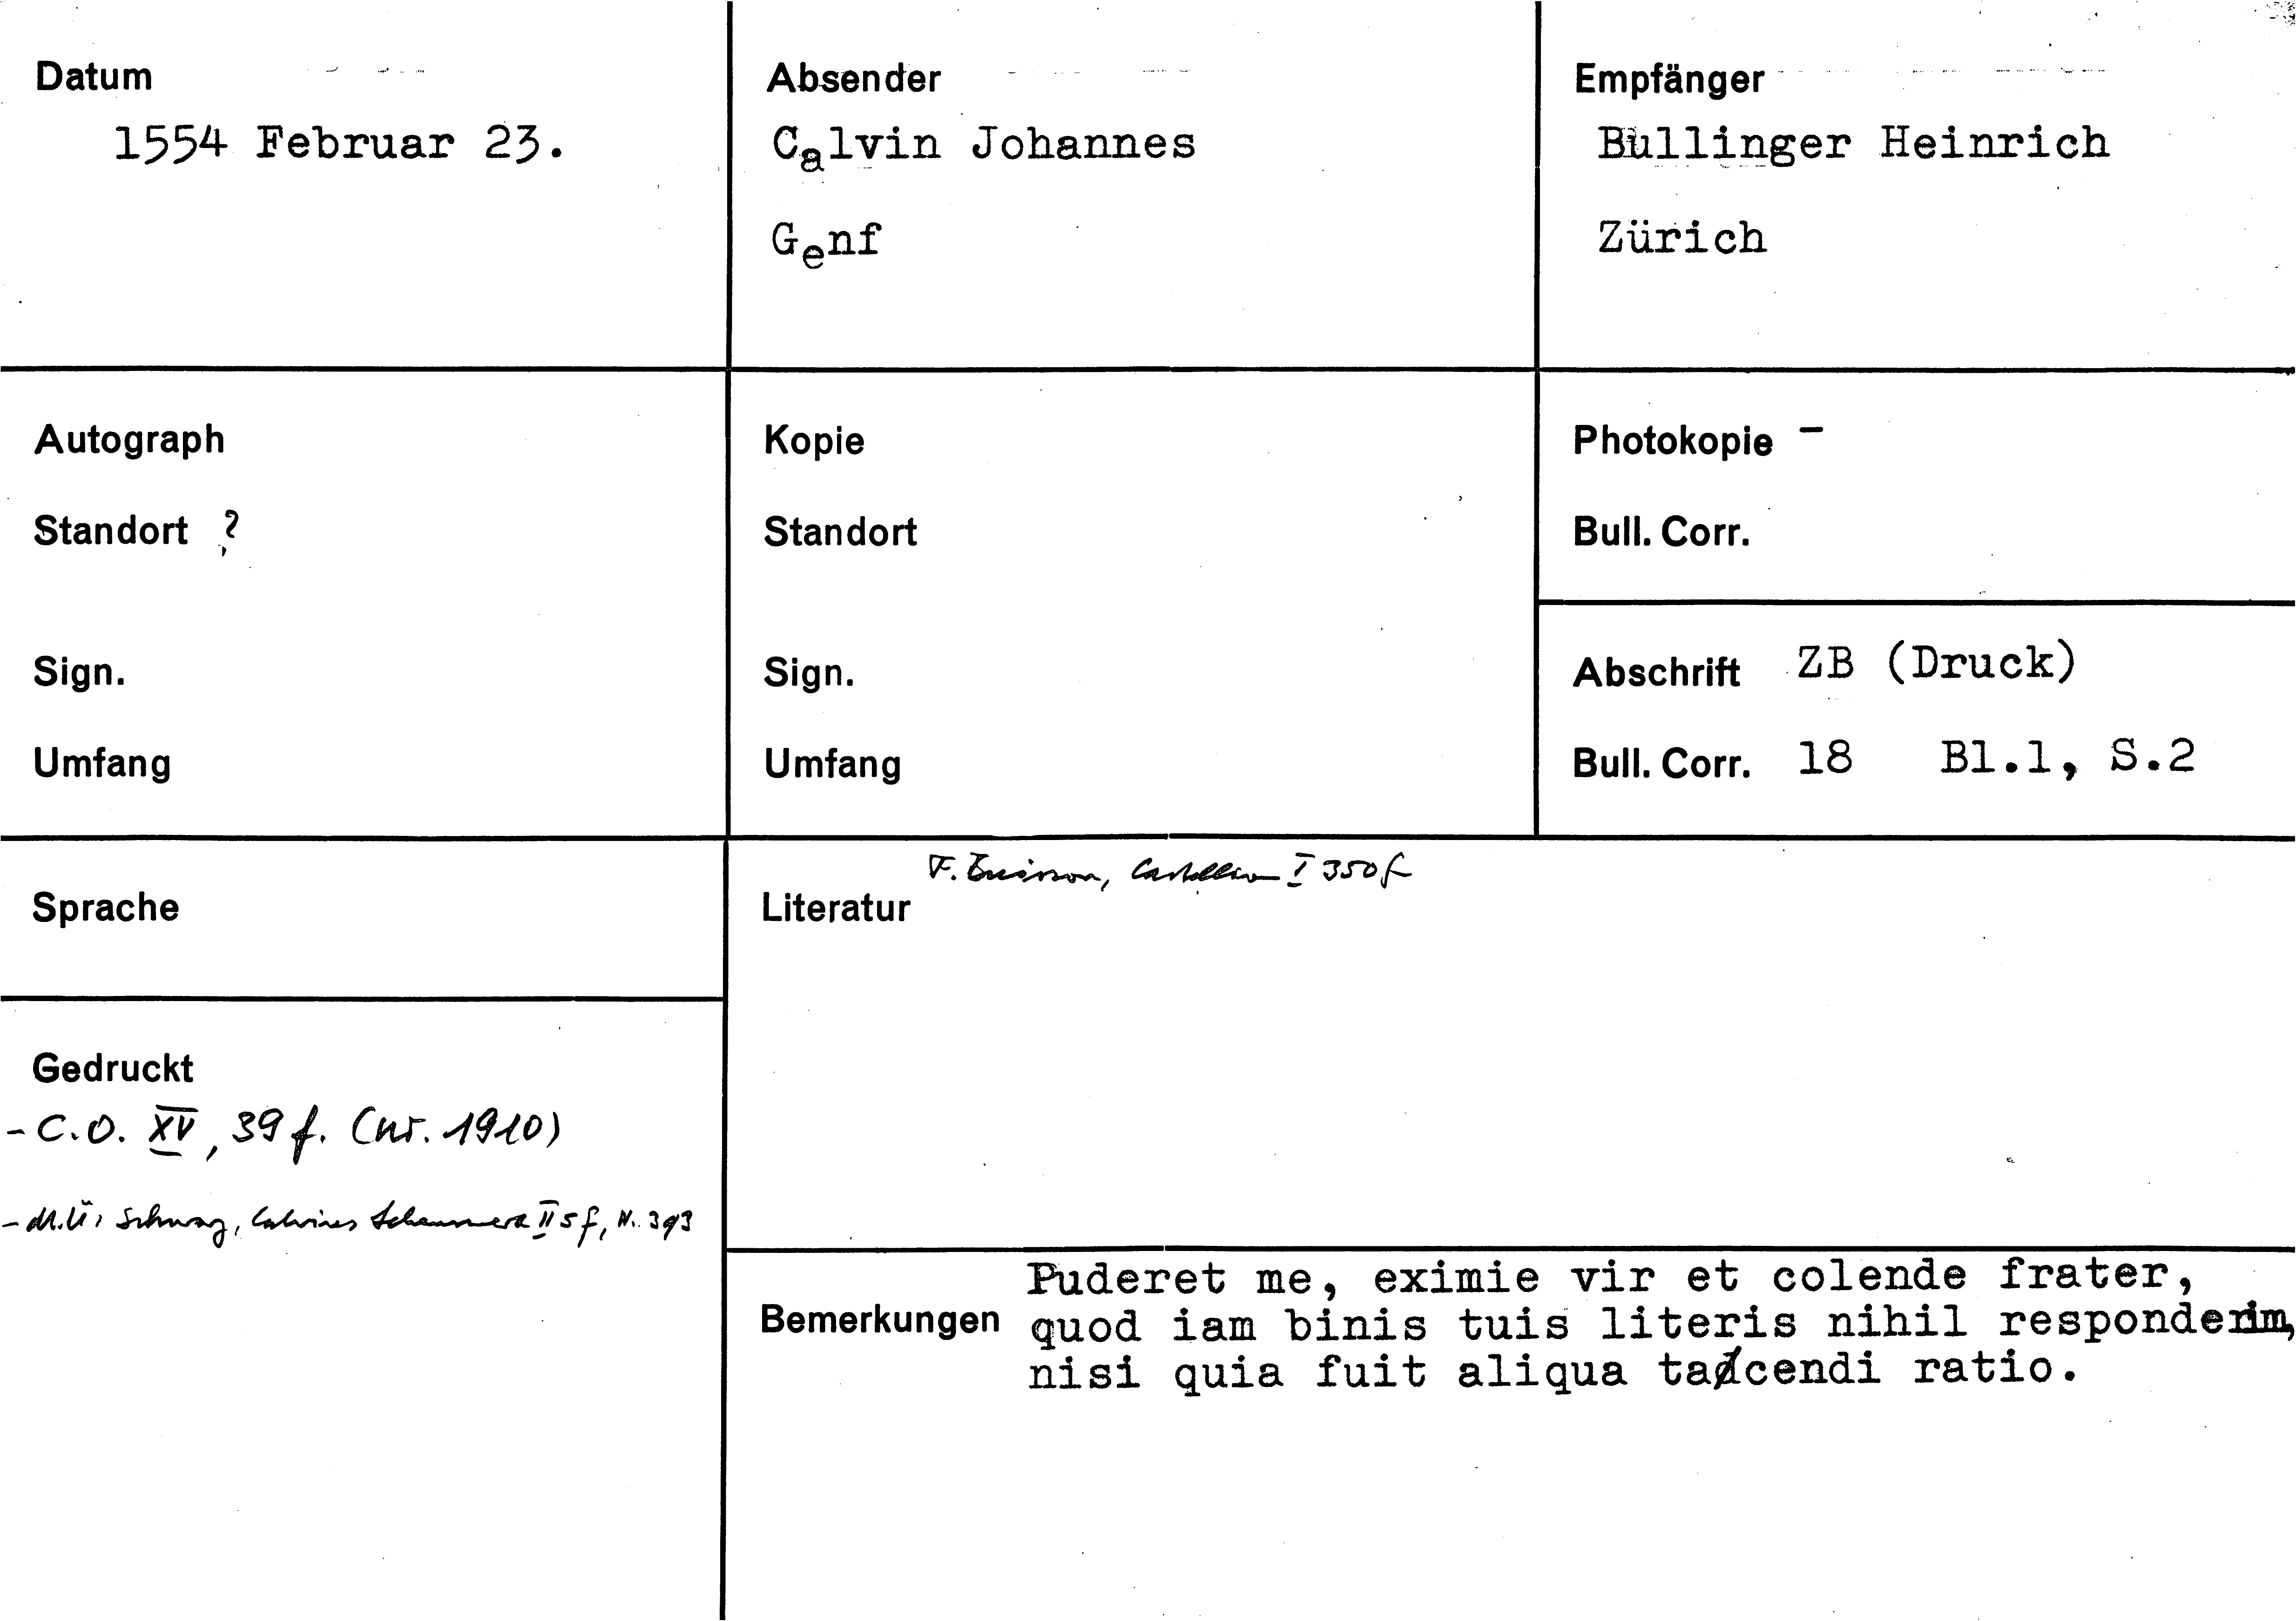 Datum
1554 Februar 23.
Absender
Calvin Johannes
Genf
Empfänger
Bullinger Heinrich
Zürich
Autograph
Standort ?
Sign.
Umfang
Kopie
Standort
Sign.
Umfang
Photokopie -
Bull. Corr.
Abschrift ZB (Druck)
Bull. Corr. 18 Bl.1, S.2
Sprache
Gedruckt
- C.O. XV, 39 f. (Nr. 1910)
- d.Ü. Schwarz, Calvins II 5 f, N. 393
F. Buisson, Castellion I 350 f
Literatur
Bemerkungen
Puderet me, eximie vir et colende frater,
quod iam binis tuis literis nihil responderim,
nisi quia fuit aliqua tacendi ratio.